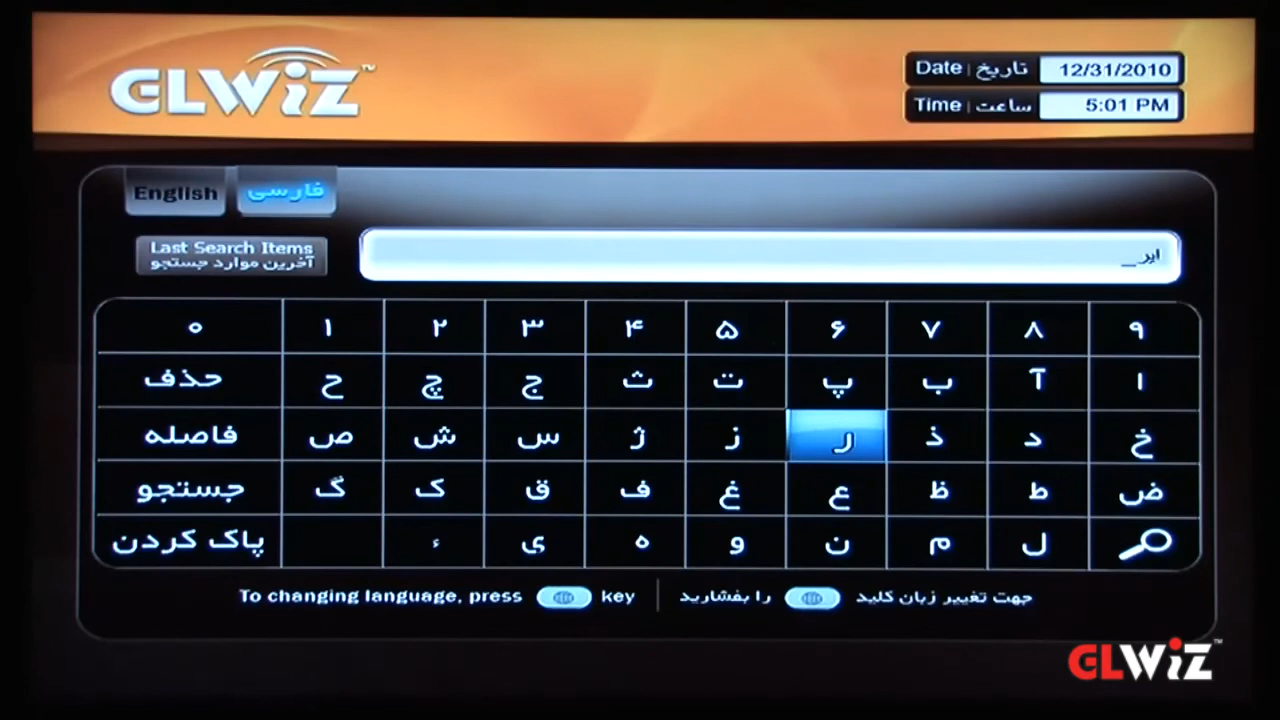 GLWiZ™
Date | تاریخ 12/31/2010
Time | ساعت 5:01 PM
English فارسی
Last Search Items
آخرین موارد جستجو
ایر_
۰ ۱ ۲ ۳ ۴ ۵ ۶ ۷ ۸ ۹
حذف ح چ ج ث ت پ ب آ ا
فاصله ص ش س ژ ز ر ذ د خ
جستجو گ ک ق ف غ ع ظ ط ض
پاک کردن ء ی ه و ن م ل
To changing language, press key | جهت تغییر زبان کلید را بفشارید
GLWiZ™